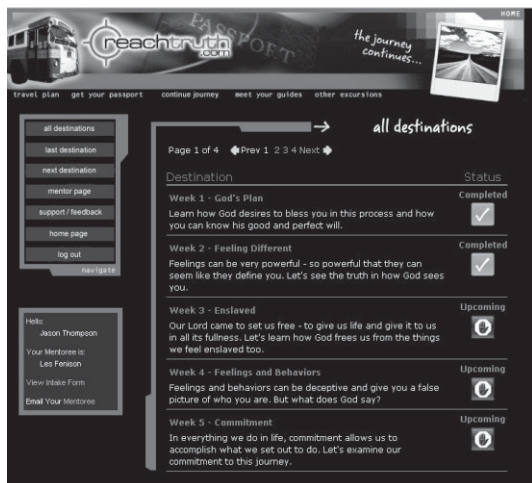 HOME
PASSPORT
reachtruth
.com
the journey
continues...
travel plan get your passport continue journey meet your guides other excursions
all destinations
last destination
next destination
mentor page
support / feedback
home page
log out
navigate
Hello:
Jason Thompson
Your Mentoree is:
Les Fenison
View Intake Form
Email Your Mentoree
all destinations
Page 1 of 4 Prev 1 2 3 4 Next
Destination Status
Week 1 - God's Plan Completed
Learn how God desires to bless you in this process and how
you can know his good and perfect will.
Week 2 - Feeling Different Completed
Feelings can be very powerful - so powerful that they can
seem like they define you. Let's see the truth in how God sees
you.
Week 3 - Enslaved Upcoming
Our Lord came to set us free - to give us life and give it to us
in all its fullness. Let's learn how God frees us from the things
we feel enslaved too.
Week 4 - Feelings and Behaviors Upcoming
Feelings and behaviors can be deceptive and give you a false
picture of who you are. But what does God say?
Week 5 - Commitment Upcoming
In everything we do in life, commitment allows us to
accomplish what we set out to do. Let's examine our
commitment to this journey.